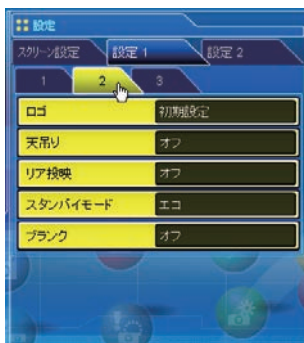 設定
スクリーン設定 設定 1 設定 2
1 2 3
ロゴ 初期設定
天吊り オフ
リア投映 オフ
スタンバイモード エコ
ブランク オフ